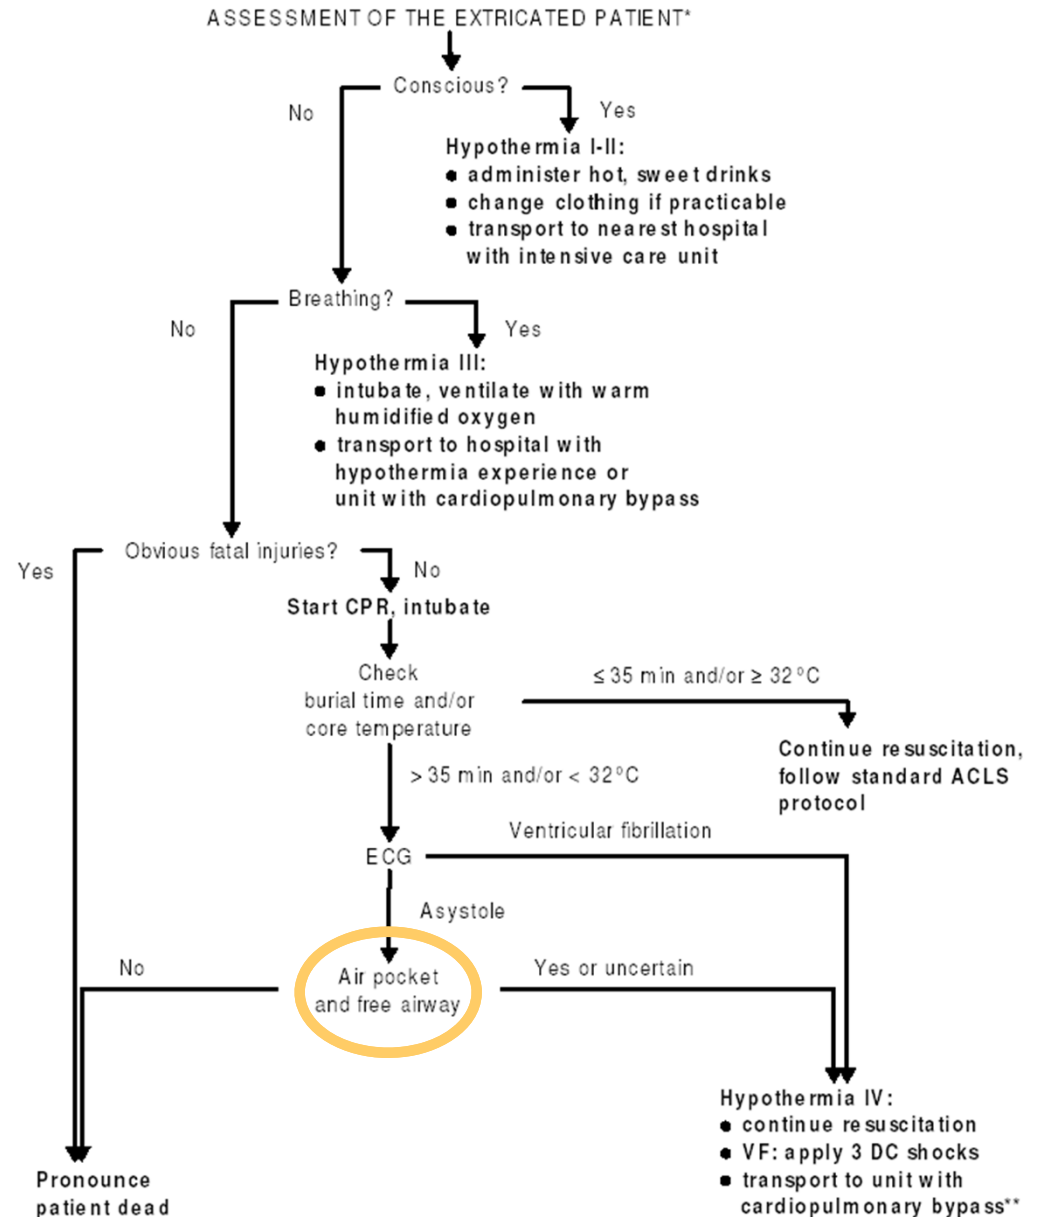 ASSESSMENT OF THE EXTRICATED PATIENT*
Conscious?
No
Yes
Hypothermia I-II:
● administer hot, sweet drinks
● change clothing if practicable
● transport to nearest hospital
with intensive care unit
Breathing?
No
Yes
Hypothermia III:
● intubate, ventilate with warm
humidified oxygen
● transport to hospital with
hypothermia experience or
unit with cardiopulmonary bypass
Obvious fatal injuries?
Yes
No
Start CPR, intubate
Check
burial time and/or
core temperature
≤ 35 min and/or ≥ 32 ºC
Continue resuscitation,
follow standard ACLS
protocol
> 35 min and/or < 32ºC
Ventricular fibrillation
ECG
Asystole
No
Air pocket
and free airway
Yes or uncertain
Hypothermia IV:
● continue resuscitation
● VF: apply 3 DC shocks
● transport to unit with
cardiopulmonary bypass**
Pronounce
patient dead